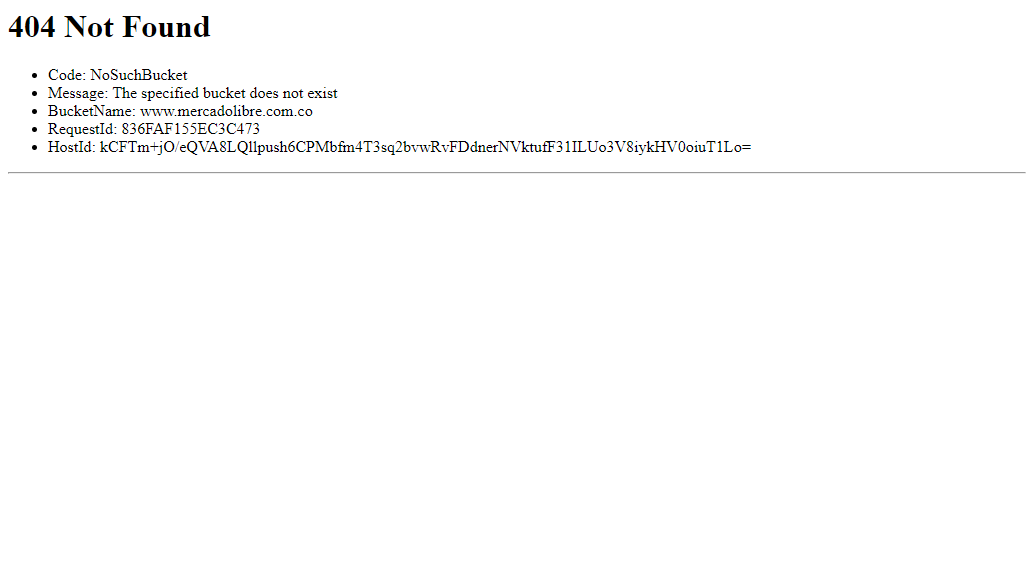 404 Not Found
Code: NoSuchBucket
Message: The specified bucket does not exist
BucketName: www.mercadolibre.com.co
RequestId: 836FAF155EC3C473
HostId: kCFTm+jO/eQVA8LQllpush6CPMbfm4T3sq2bvwRvFDdnerNVktufF31ILUo3V8iykHV0oiuT1Lo=